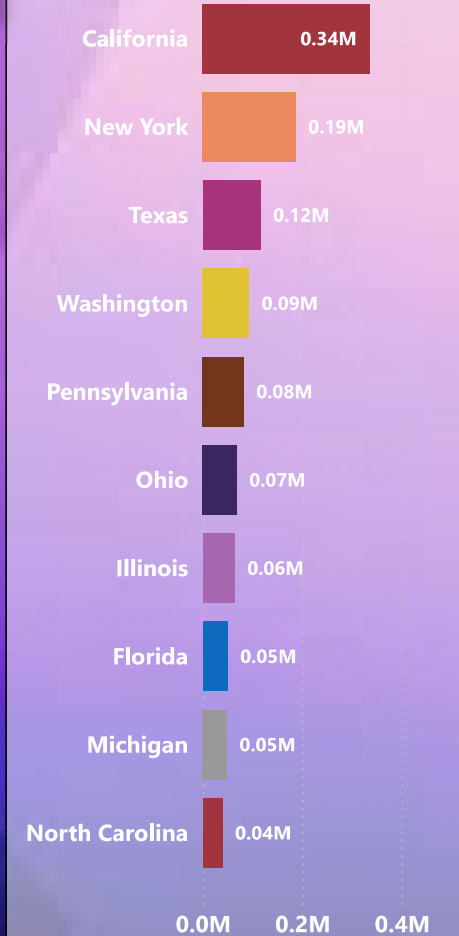 California 0.34M
New York 0.19M
Texas 0.12M
Washington 0.09M
Pennsylvania 0.08M
Ohio 0.07M
Illinois 0.06M
Florida 0.05M
Michigan 0.05M
North Carolina 0.04M
0.0M 0.2M 0.4M